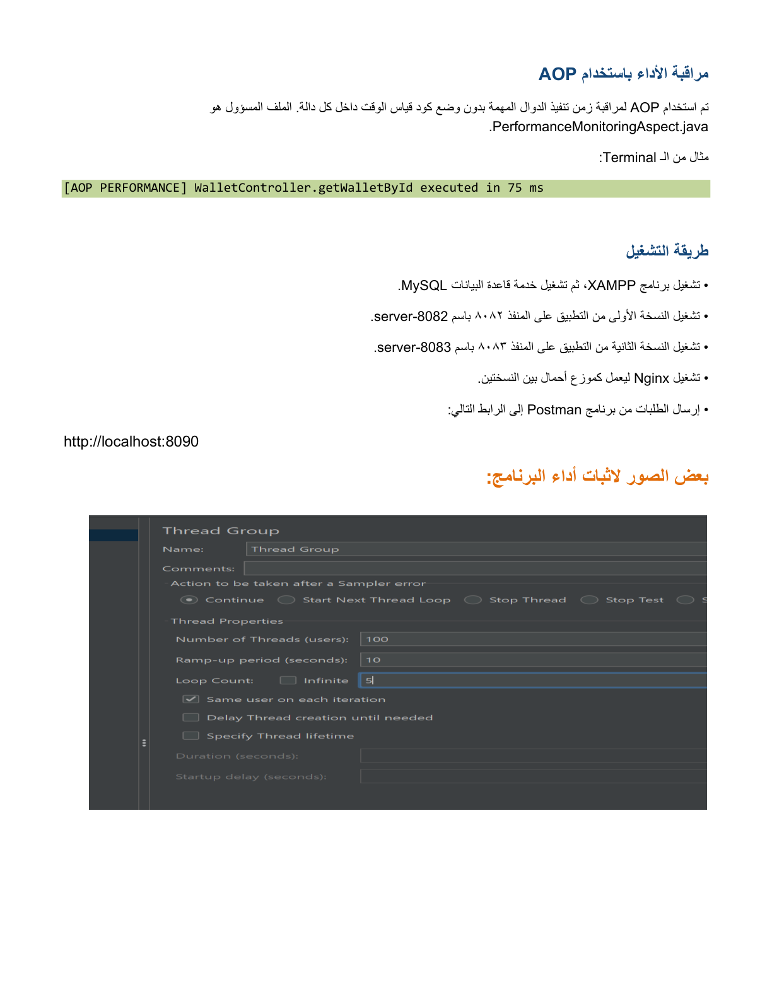 مراقبة الأداء باستخدام AOP
تم استخدام AOP لمراقبة زمن تنفيذ الدوال المهمة بدون وضع كود قياس الوقت داخل كل دالة. الملف المسؤول هو
PerformanceMonitoringAspect.java.
مثال من الـ Terminal:
[AOP PERFORMANCE] WalletController.getWalletById executed in 75 ms
طريقة التشغيل
• تشغيل برنامج XAMPP، ثم تشغيل خدمة قاعدة البيانات MySQL.
• تشغيل النسخة الأولى من التطبيق على المنفذ ٨٠٨٢ باسم server-8082.
• تشغيل النسخة الثانية من التطبيق على المنفذ ٨٠٨٣ باسم server-8083.
• تشغيل Nginx ليعمل كموزع أحمال بين النسختين.
• إرسال الطلبات من برنامج Postman إلى الرابط التالي:
http://localhost:8090
بعض الصور لاثبات أداء البرنامج:
Thread Group
Name: Thread Group
Comments:
Action to be taken after a Sampler error
Continue Start Next Thread Loop Stop Thread Stop Test S
Thread Properties
Number of Threads (users): 100
Ramp-up period (seconds): 10
Loop Count: Infinite 5
Same user on each iteration
Delay Thread creation until needed
Specify Thread lifetime
Duration (seconds):
Startup delay (seconds):